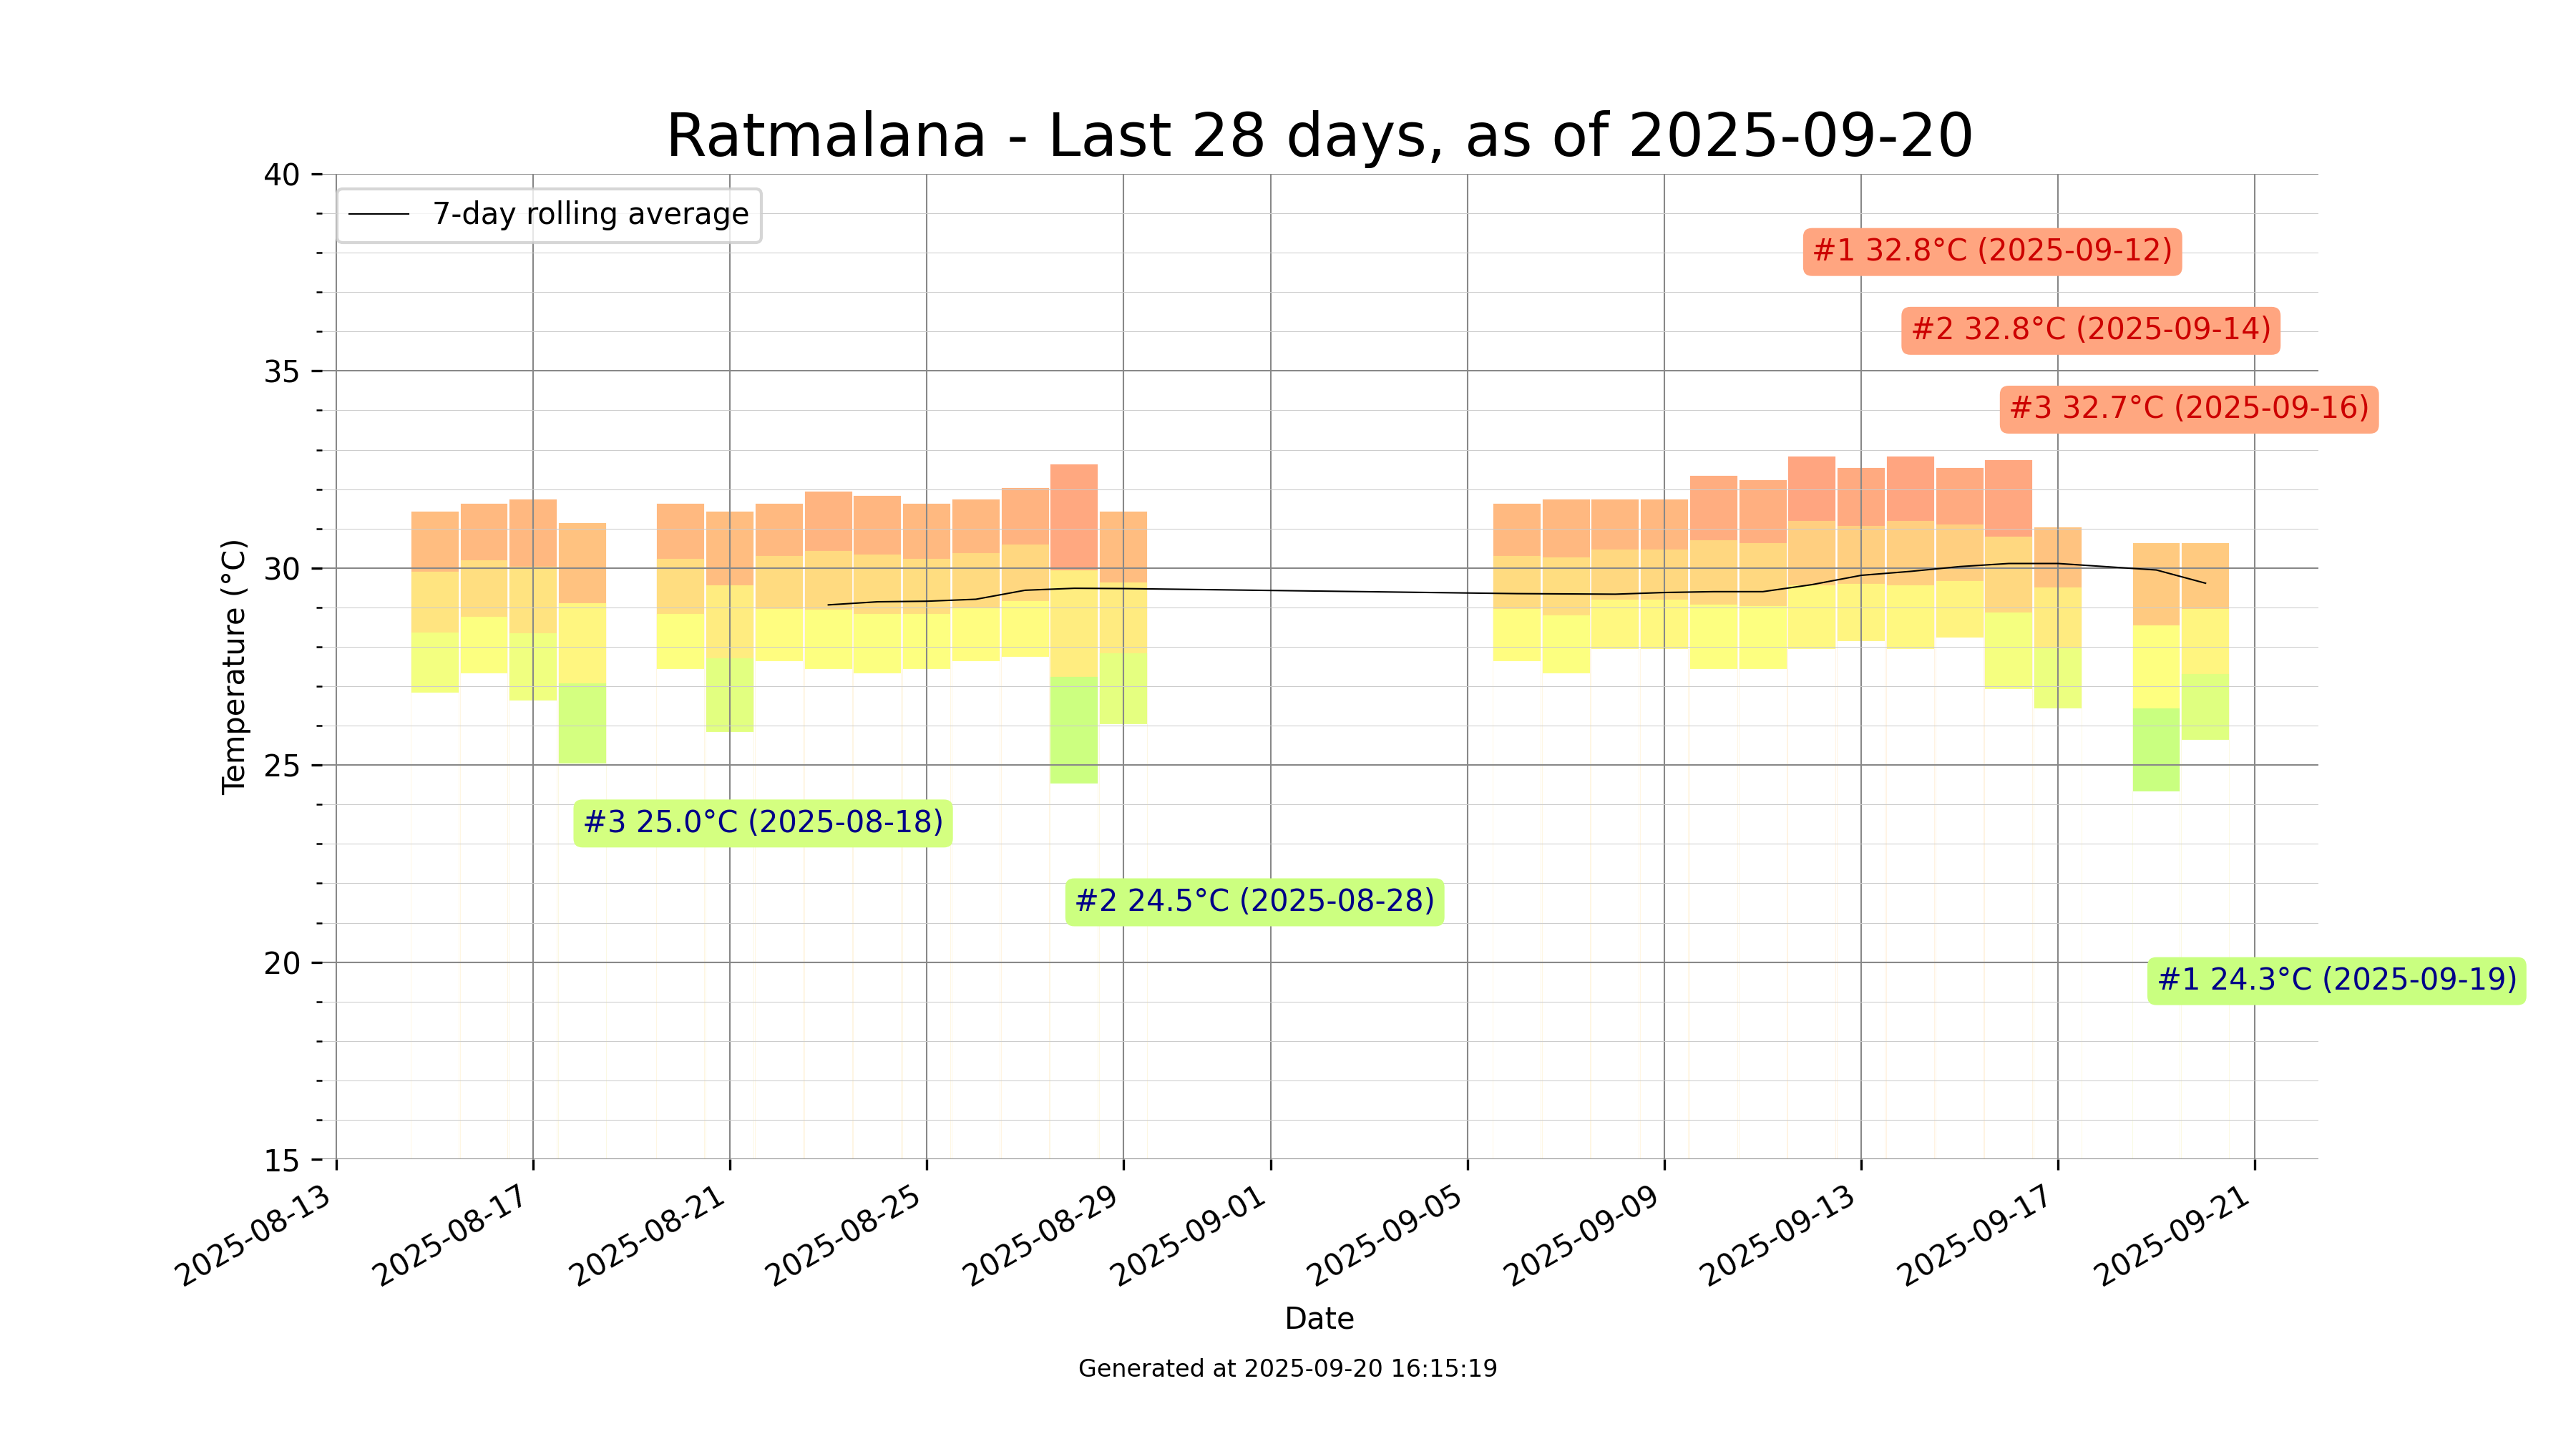 Ratmalana - Last 28 days, as of 2025-09-20
7-day rolling average
#1 32.8°C (2025-09-12)
#2 32.8°C (2025-09-14)
#3 32.7°C (2025-09-16)
#3 25.0°C (2025-08-18)
#2 24.5°C (2025-08-28)
#1 24.3°C (2025-09-19)
Temperature (°C)
40
35
30
25
20
15
2025-08-13
2025-08-17
2025-08-21
2025-08-25
2025-08-29
2025-09-01
2025-09-05
2025-09-09
2025-09-13
2025-09-17
2025-09-21
Date
Generated at 2025-09-20 16:15:19